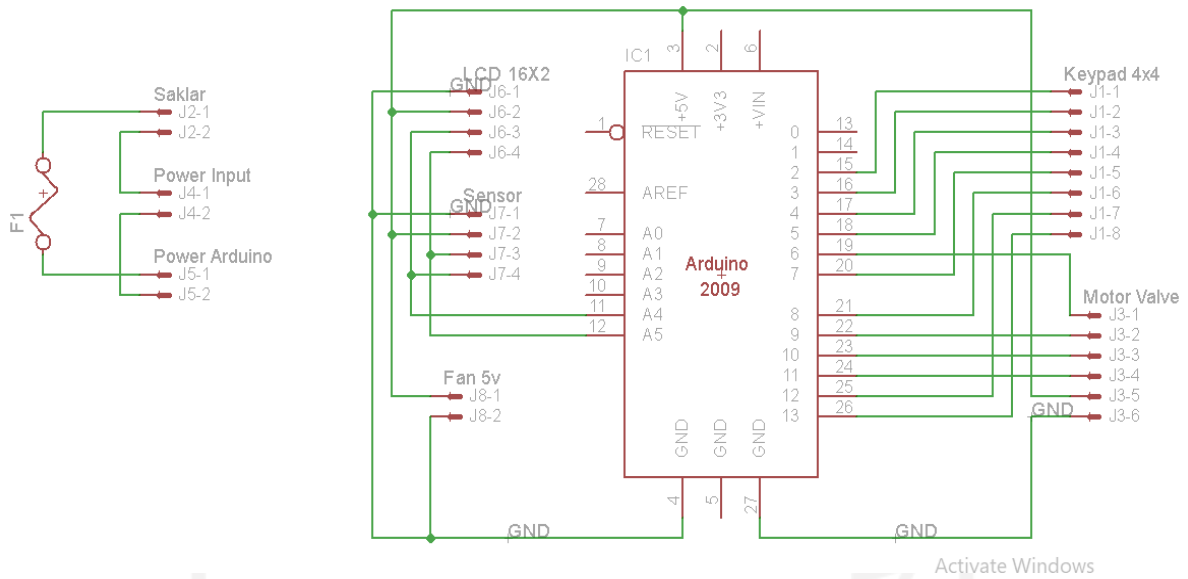 Saklar
J2-1
J2-2
Power Input
J4-1
J4-2
F1
Power Arduino
J5-1
J5-2
LCD 16X2
GND
J6-1
J6-2
J6-3
J6-4
Sensor
GND
J7-1
J7-2
J7-3
J7-4
Fan 5v
J8-1
J8-2
GND
IC1
3
2
6
+5V
+3V3
+VIN
1
RESET
28
AREF
7
A0
8
A1
9
A2
10
A3
11
A4
12
A5
Arduino
2009
0
13
1
14
2
15
3
16
4
17
5
18
6
19
7
20
8
21
9
22
10
23
11
24
12
25
13
26
GND
GND
GND
4
5
27
GND
Keypad 4x4
J1-1
J1-2
J1-3
J1-4
J1-5
J1-6
J1-7
J1-8
Motor Valve
J3-1
J3-2
J3-3
J3-4
J3-5
GND
J3-6
Activate Windows